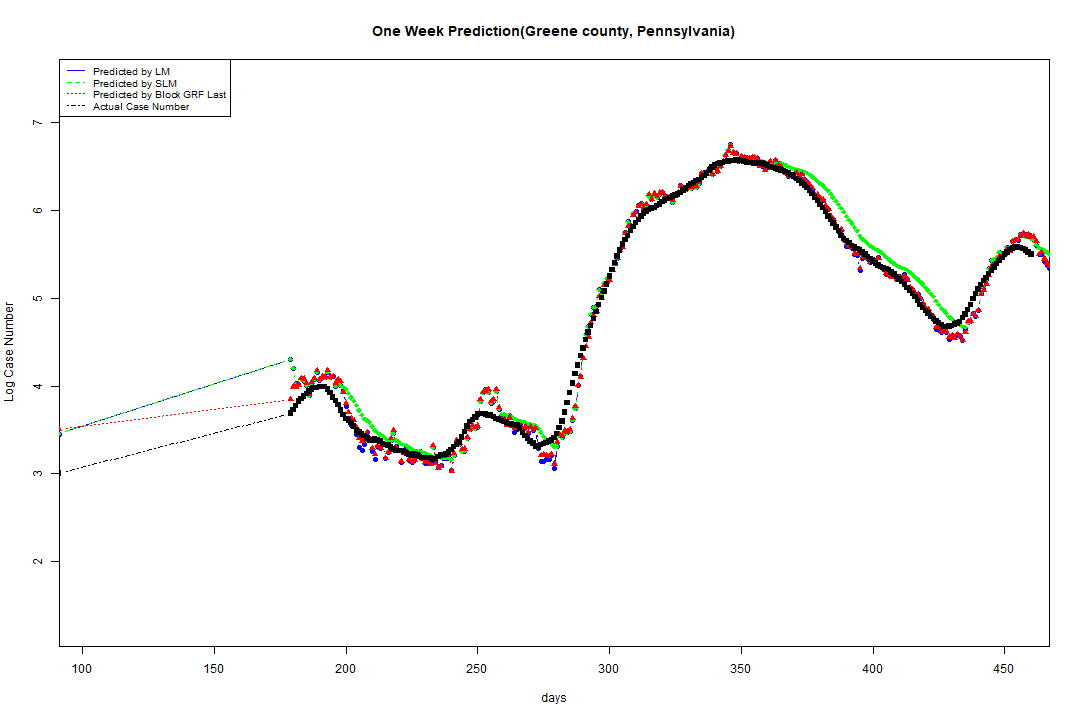 One Week Prediction(Greene county, Pennsylvania)
Predicted by LM
Predicted by SLM
Predicted by Block GRF Last
Actual Case Number
7
6
5
4
3
2
Log Case Number
100 150 200 250 300 350 400 450
days